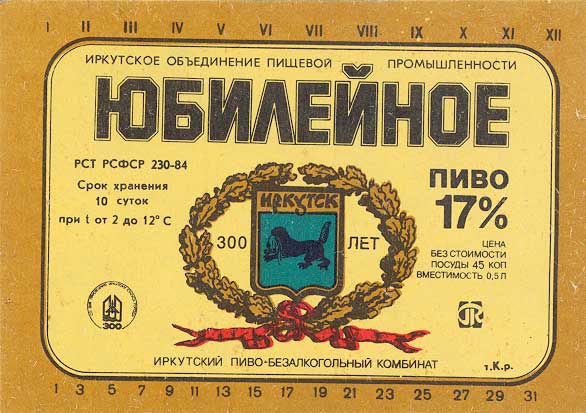 I II III IV V VI VII VIII IX X XI XII
ИРКУТСКОЕ ОБЪЕДИНЕНИЕ ПИЩЕВОЙ ПРОМЫШЛЕННОСТИ
ЮБИЛЕЙНОЕ
РСТ РСФСР 230-84
Срок хранения
10 суток
при t от 2 до 12° С
ИРКУТСК
300 ЛЕТ
ПИВО
17%
ЦЕНА
БЕЗ СТОИМОСТИ
ПОСУДЫ 45 КОП
ВМЕСТИМОСТЬ 0,5 Л
300
ИРКУТСКИЙ ПИВО-БЕЗАЛКОГОЛЬНЫЙ КОМБИНАТ
т.К.р.
1 3 5 7 9 11 13 15 17 19 21 23 25 27 29 31